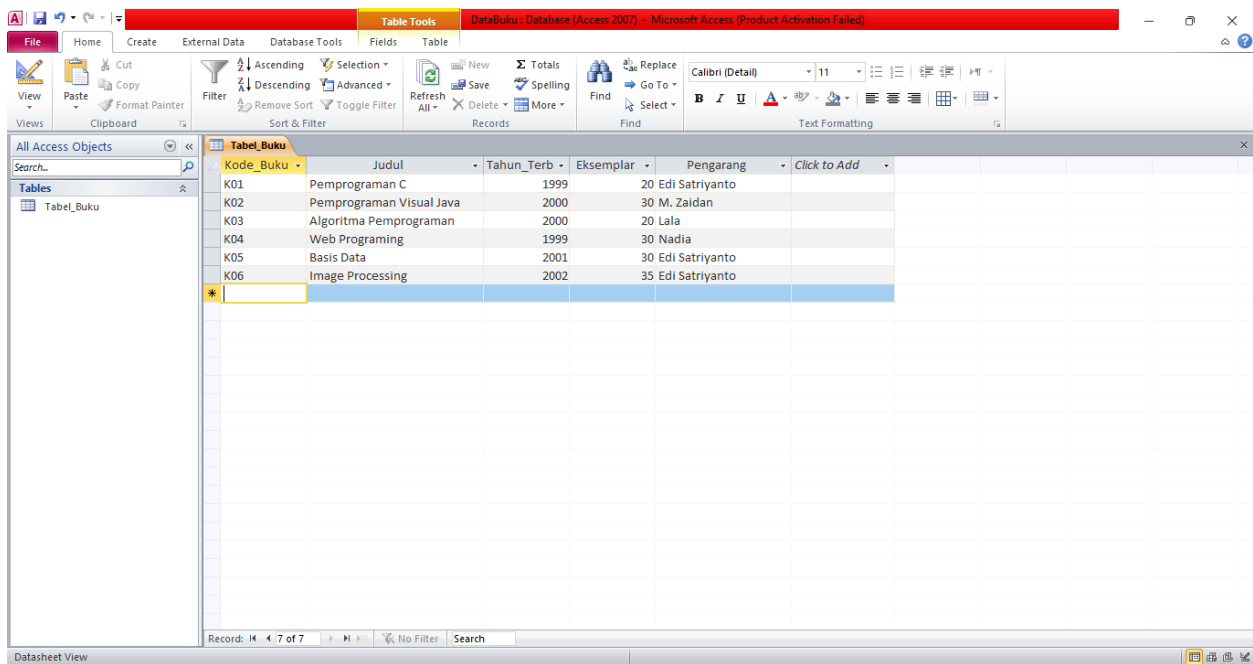 Table Tools
DataBuku : Database (Access 2007) - Microsoft Access (Product Activation Failed)
File Home Create External Data Database Tools Fields Table
View
Views
Paste
Cut
Copy
Format Painter
Clipboard
Filter
Ascending
Descending
Remove Sort
Selection
Advanced
Toggle Filter
Sort & Filter
Refresh All
New
Save
Delete
Totals
Spelling
More
Records
Find
Replace
Go To
Select
Find
Calibri (Detail) 11
B I U A
Text Formatting
All Access Objects
Search...
Tables
Tabel_Buku
Tabel_Buku
Kode_Buku Judul Tahun_Terb Eksemplar Pengarang Click to Add
K01 Pemprograman C 1999 20 Edi Satriyanto
K02 Pemprograman Visual Java 2000 30 M. Zaidan
K03 Algoritma Pemprograman 2000 20 Lala
K04 Web Programing 1999 30 Nadia
K05 Basis Data 2001 30 Edi Satriyanto
K06 Image Processing 2002 35 Edi Satriyanto
Record: 7 of 7 No Filter Search
Datasheet View